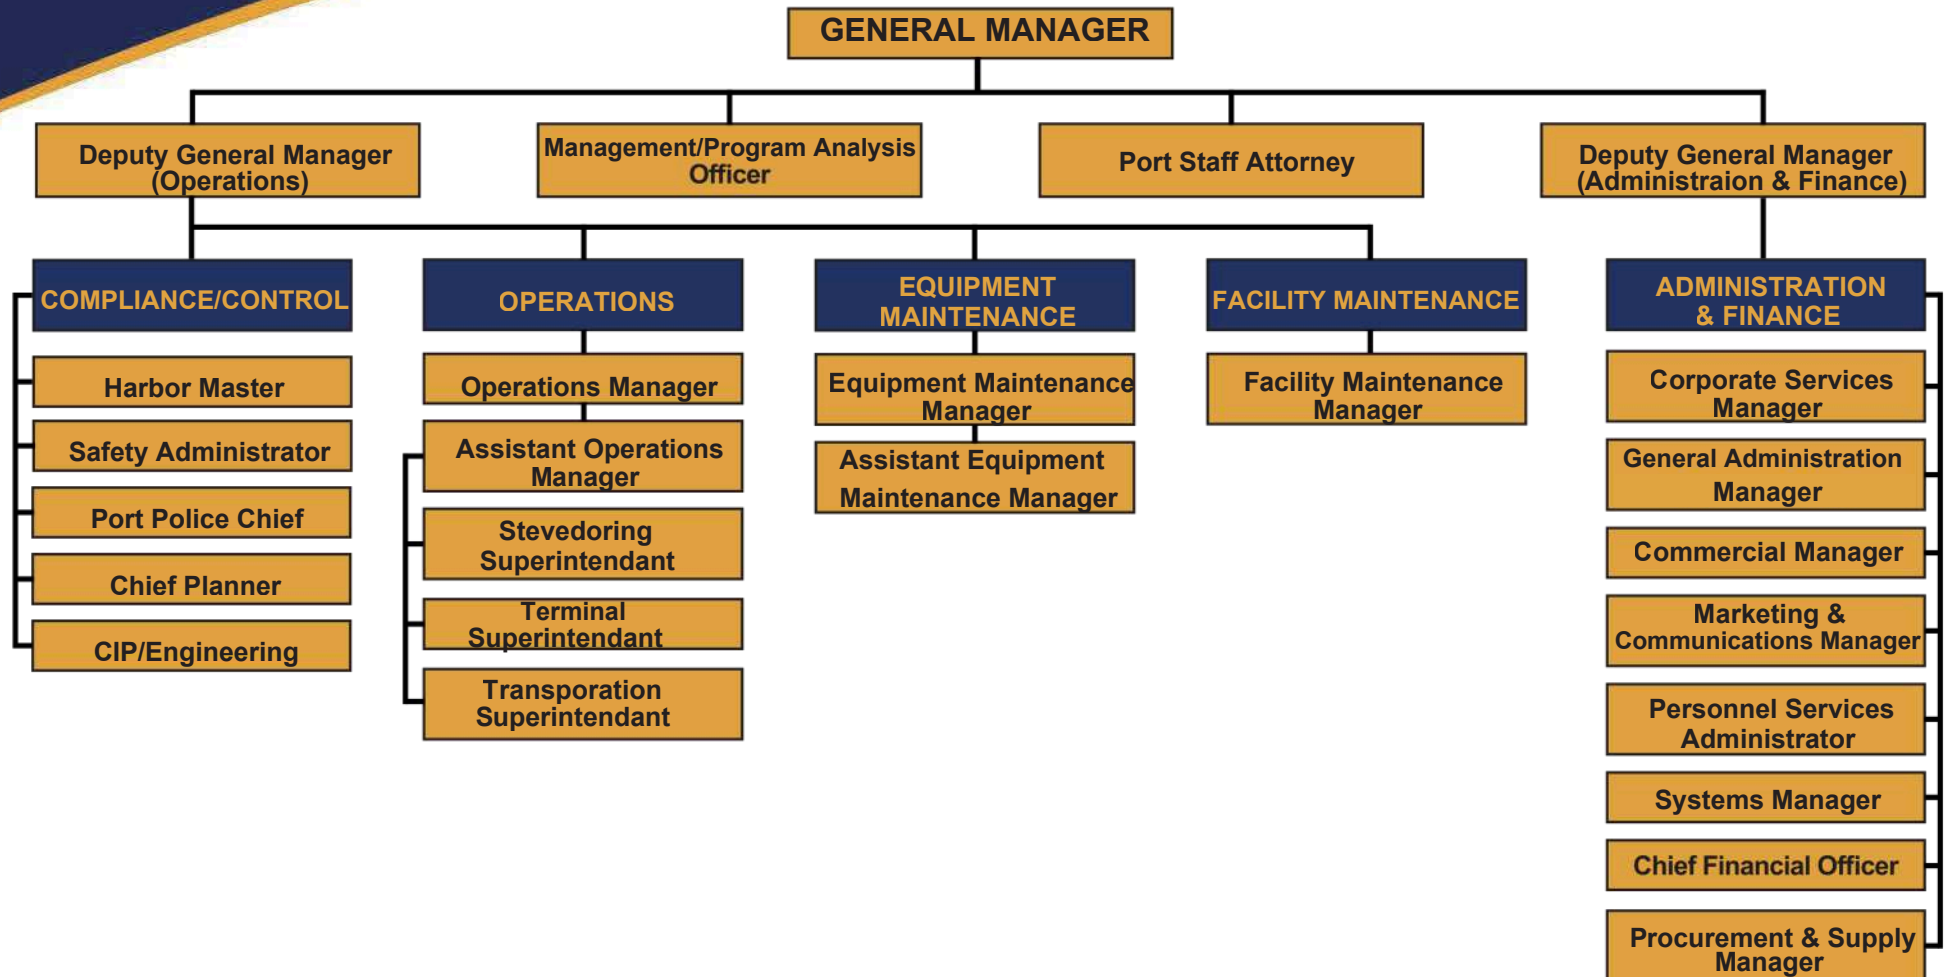 GENERAL MANAGER
Deputy General Manager
(Operations)
Management/Program Analysis
Officer
Port Staff Attorney
Deputy General Manager
(Administraion & Finance)
COMPLIANCE/CONTROL
Harbor Master
Safety Administrator
Port Police Chief
Chief Planner
CIP/Engineering
OPERATIONS
Operations Manager
Assistant Operations
Manager
Stevedoring
Superintendant
Terminal
Superintendant
Transporation
Superintendant
EQUIPMENT
MAINTENANCE
Equipment Maintenance
Manager
Assistant Equipment
Maintenance Manager
FACILITY MAINTENANCE
Facility Maintenance
Manager
ADMINISTRATION
& FINANCE
Corporate Services
Manager
General Administration
Manager
Commercial Manager
Marketing &
Communications Manager
Personnel Services
Administrator
Systems Manager
Chief Financial Officer
Procurement & Supply
Manager